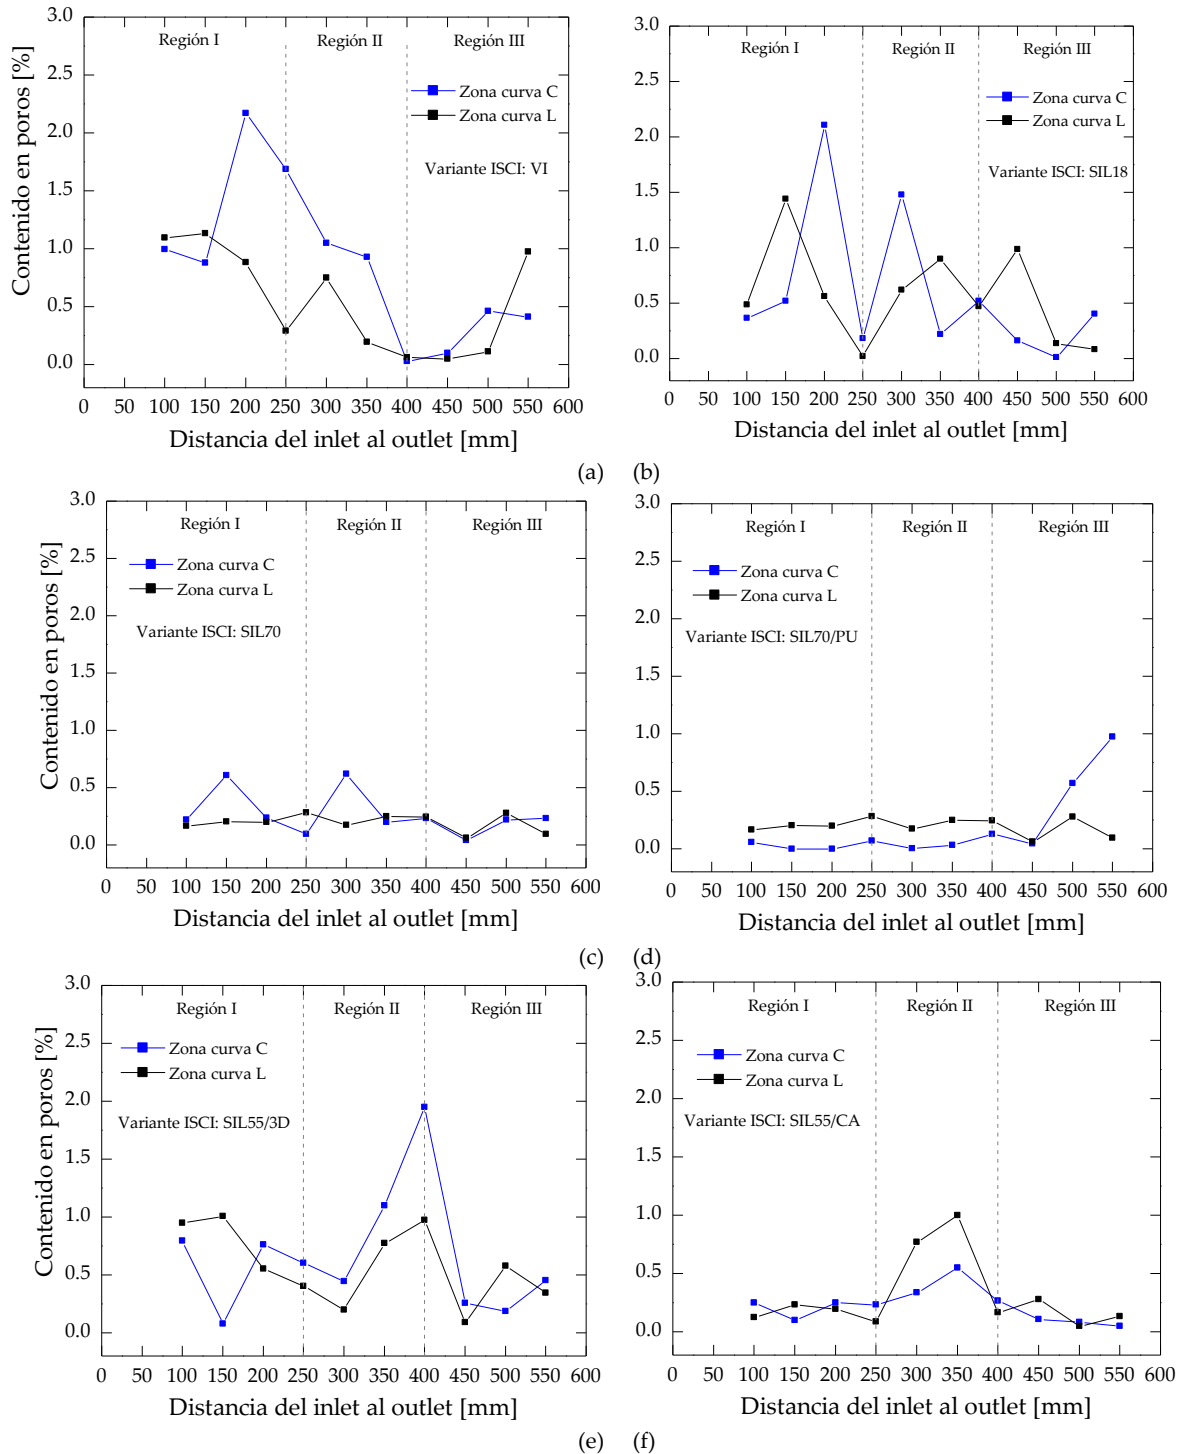 3.0
2.5
2.0
1.5
1.0
0.5
0.0
Contenido en poros [%]
Región I
Región II
Región III
Zona curva C
Zona curva L
Variante ISCI: VI
0 50 100 150 200 250 300 350 400 450 500 550 600
Distancia del inlet al outlet [mm]
(a)
3.0
2.5
2.0
1.5
1.0
0.5
0.0
Región I
Región II
Región III
Zona curva C
Zona curva L
Variante ISCI: SIL18
0 50 100 150 200 250 300 350 400 450 500 550 600
Distancia del inlet al outlet [mm]
(b)
3.0
2.5
2.0
1.5
1.0
0.5
0.0
Contenido en poros [%]
Región I
Región II
Región III
Zona curva C
Zona curva L
Variante ISCI: SIL70
0 50 100 150 200 250 300 350 400 450 500 550 600
Distancia del inlet al outlet [mm]
(c)
3.0
2.5
2.0
1.5
1.0
0.5
0.0
Región I
Región II
Región III
Zona curva C
Zona curva L
Variante ISCI: SIL70/PU
0 50 100 150 200 250 300 350 400 450 500 550 600
Distancia del inlet al outlet [mm]
(d)
3.0
2.5
2.0
1.5
1.0
0.5
0.0
Contenido en poros [%]
Región I
Región II
Región III
Zona curva C
Zona curva L
Variante ISCI: SIL55/3D
0 50 100 150 200 250 300 350 400 450 500 550 600
Distancia del inlet al outlet [mm]
(e)
3.0
2.5
2.0
1.5
1.0
0.5
0.0
Región I
Región II
Región III
Zona curva C
Zona curva L
Variante ISCI: SIL55/CA
0 50 100 150 200 250 300 350 400 450 500 550 600
Distancia del inlet al outlet [mm]
(f)